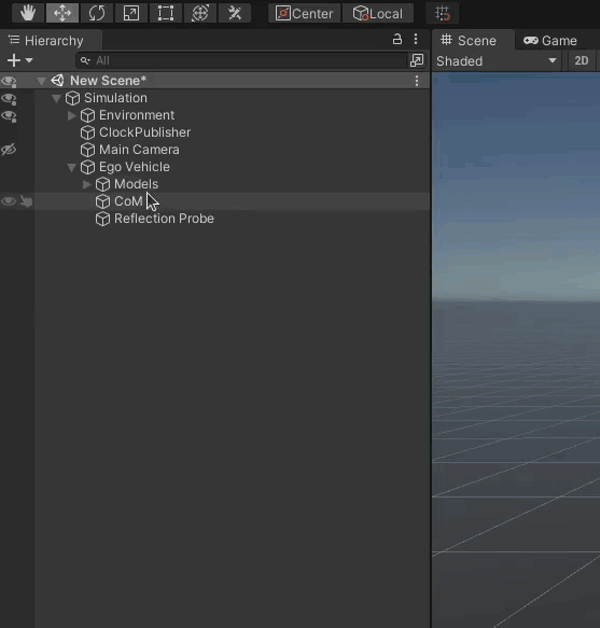 Center Local
Hierarchy
Scene Game
All
Shaded 2D
New Scene*
Simulation
Environment
ClockPublisher
Main Camera
Ego Vehicle
Models
CoM
Reflection Probe